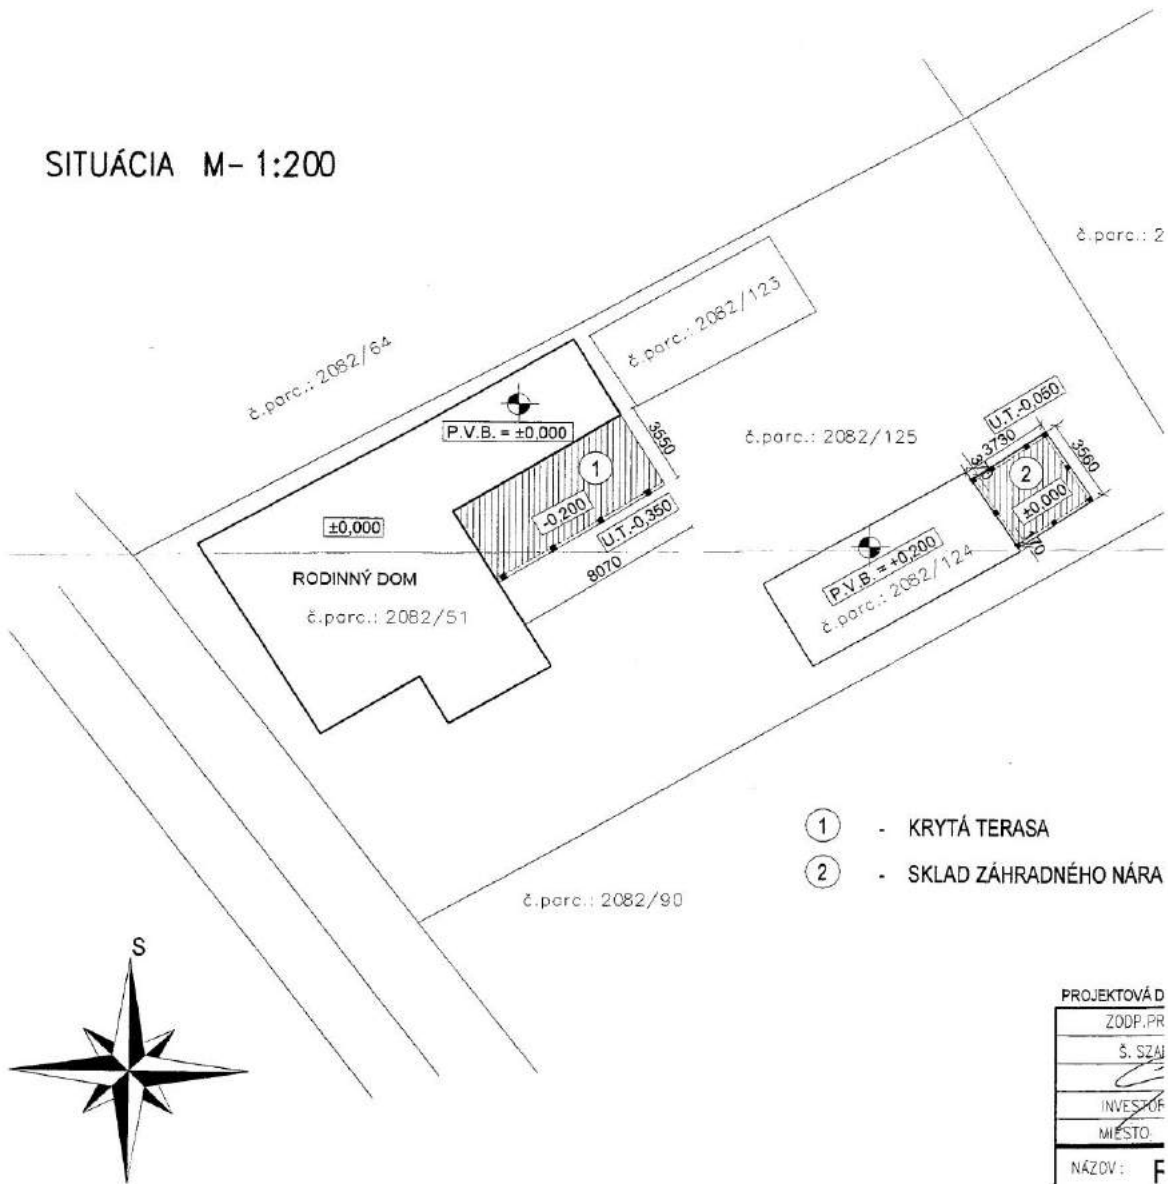 SITUÁCIA M- 1:200
č.parc.: 2
č.parc.: 2082/123
č.parc.: 2082/64
U.T.-0,050
P.V.B. = ±0,000
3550
č.parc.: 2082/125
3730
3560
1
2
-0,200
±0,000
U.T.-0,350
±0,000
8070
P.V.B. = +0,200
RODINNÝ DOM
č.parc.: 2082/124
č.parc.: 2082/51
1 - KRYTÁ TERASA
2 - SKLAD ZÁHRADNÉHO NÁRA
č.parc.: 2082/90
S
PROJEKTOVÁ D
ZODP.PR
Š. SZA
INVESTOR
MIESTO
NÁZOV: F